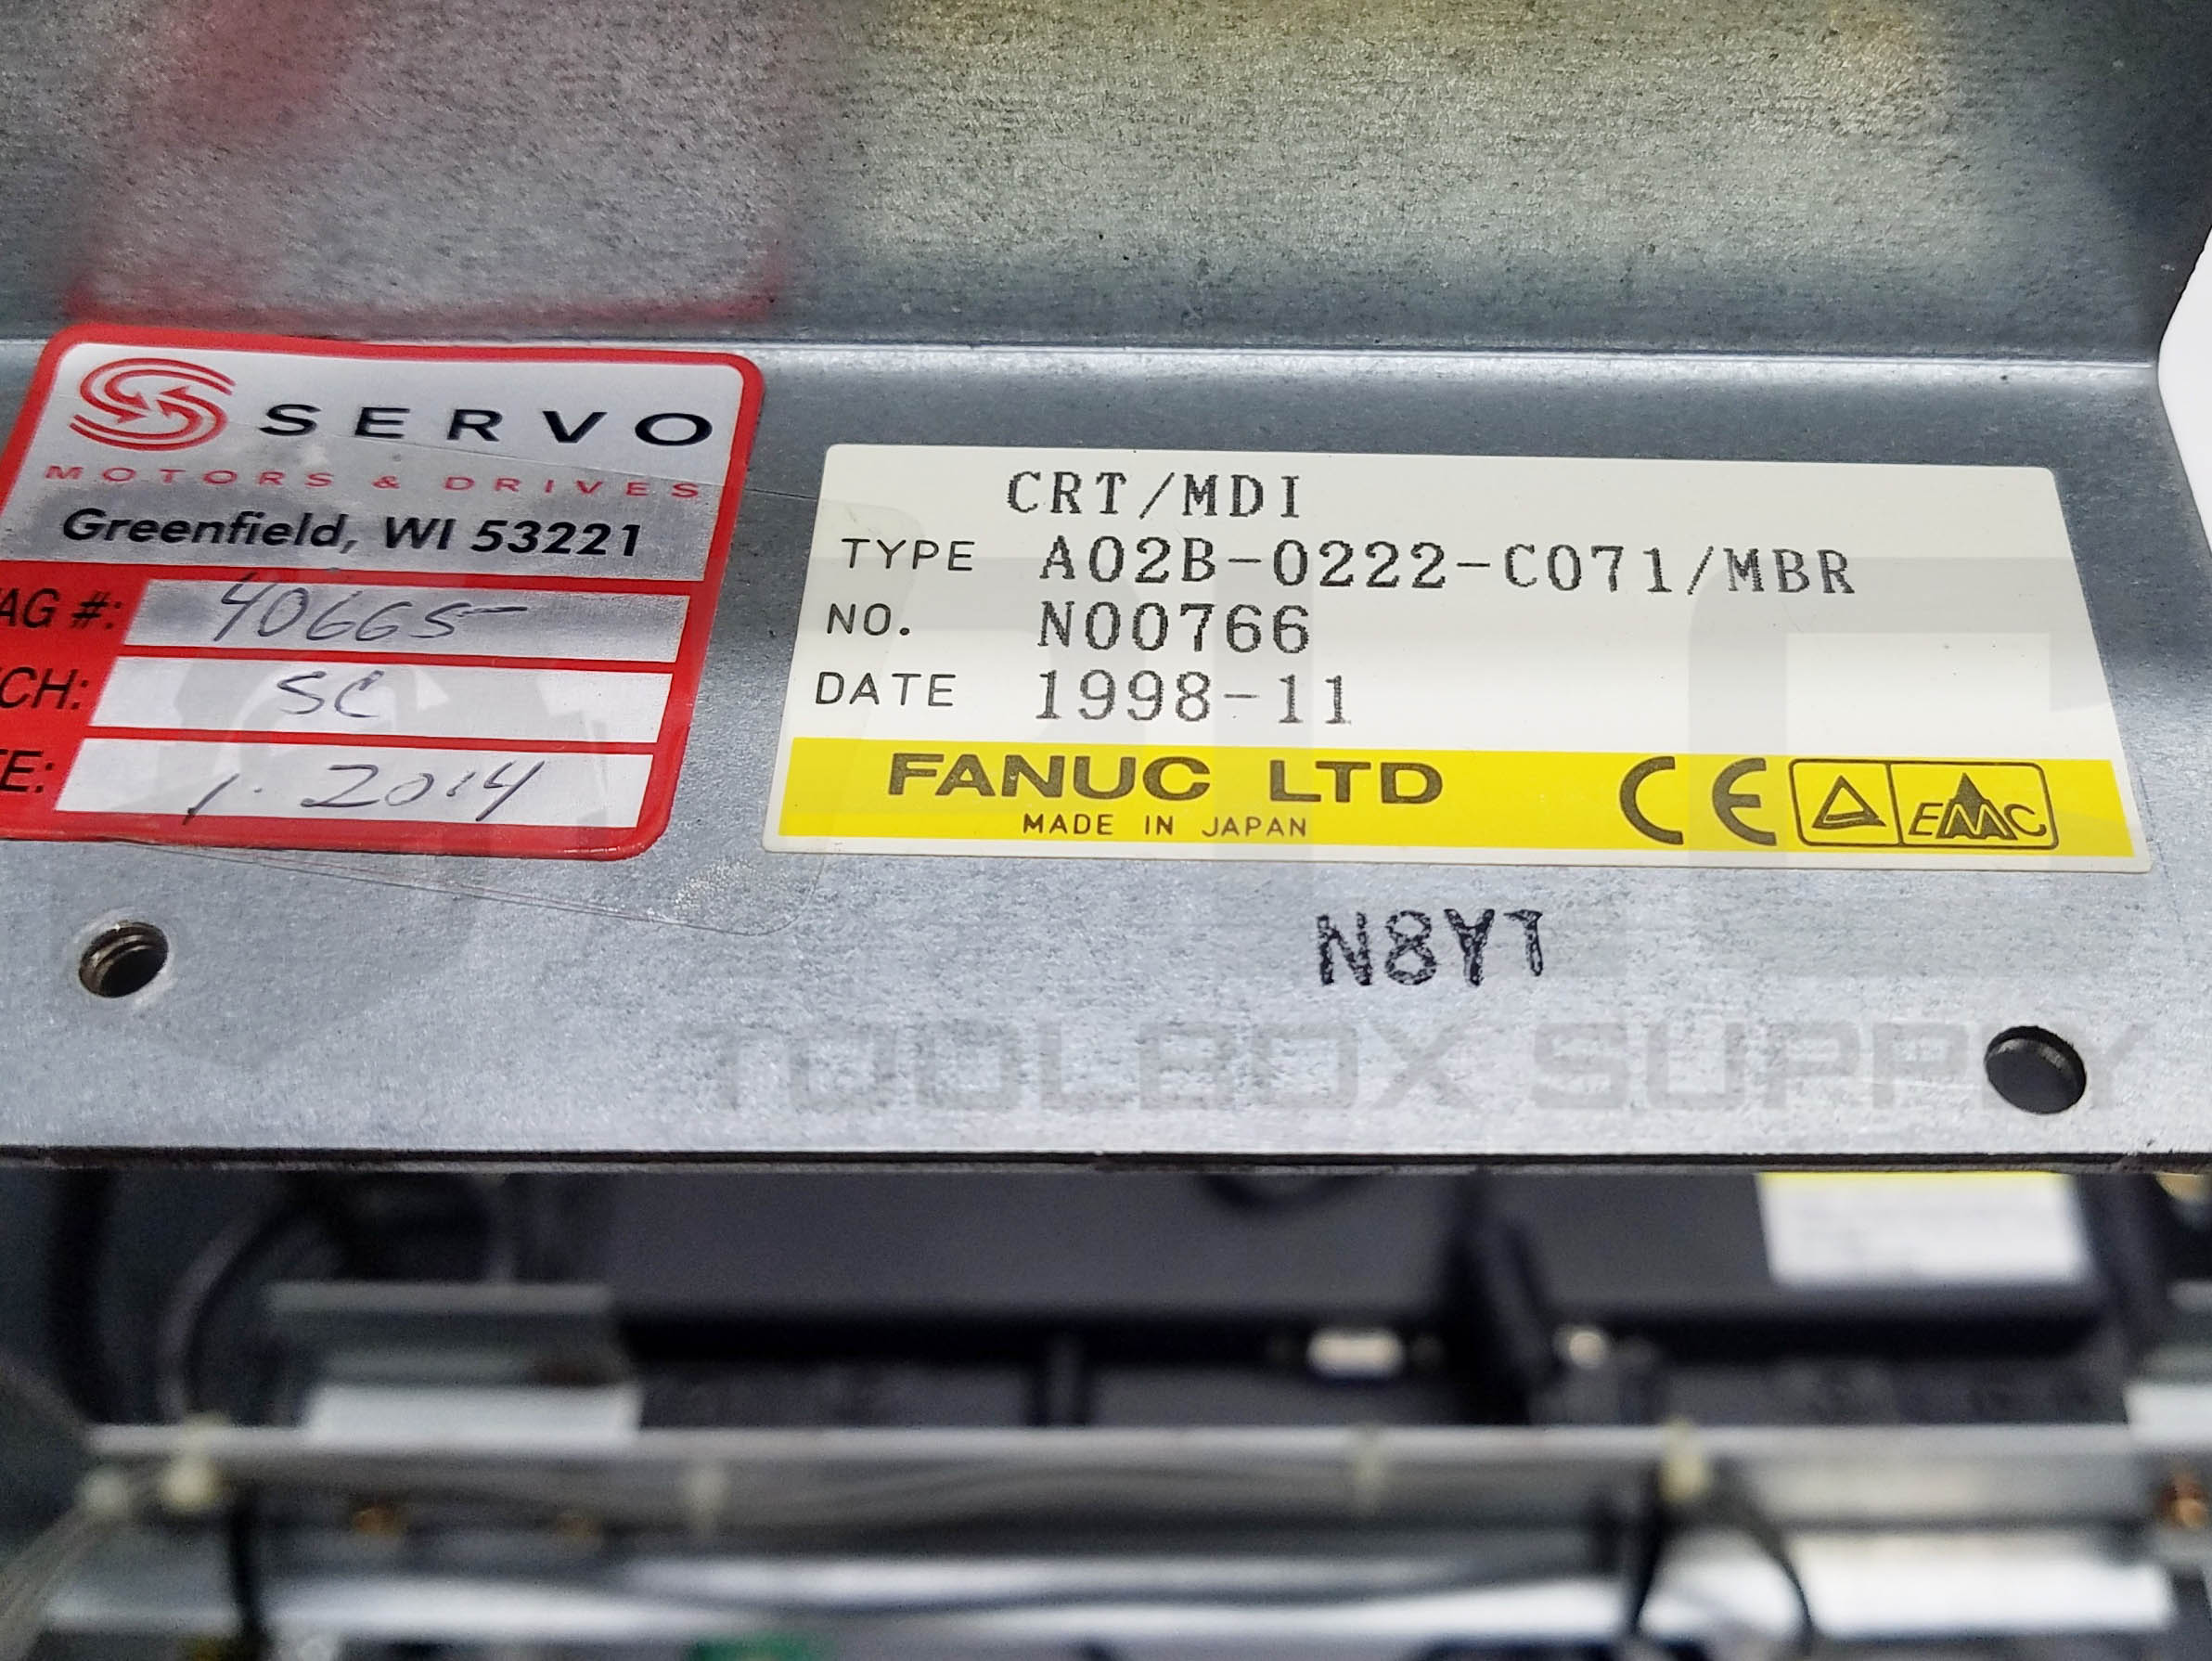 SERVO
MOTORS & DRIVES
Greenfield, WI 53221
AG #: 40665
CH: SC
E: 1. 2014
CRT/MDI
TYPE A02B-0222-C071/MBR
NO. N00766
DATE 1998-11
FANUC LTD
MADE IN JAPAN
CE EMC
N8Y1
TOOLBOX SUPPLY